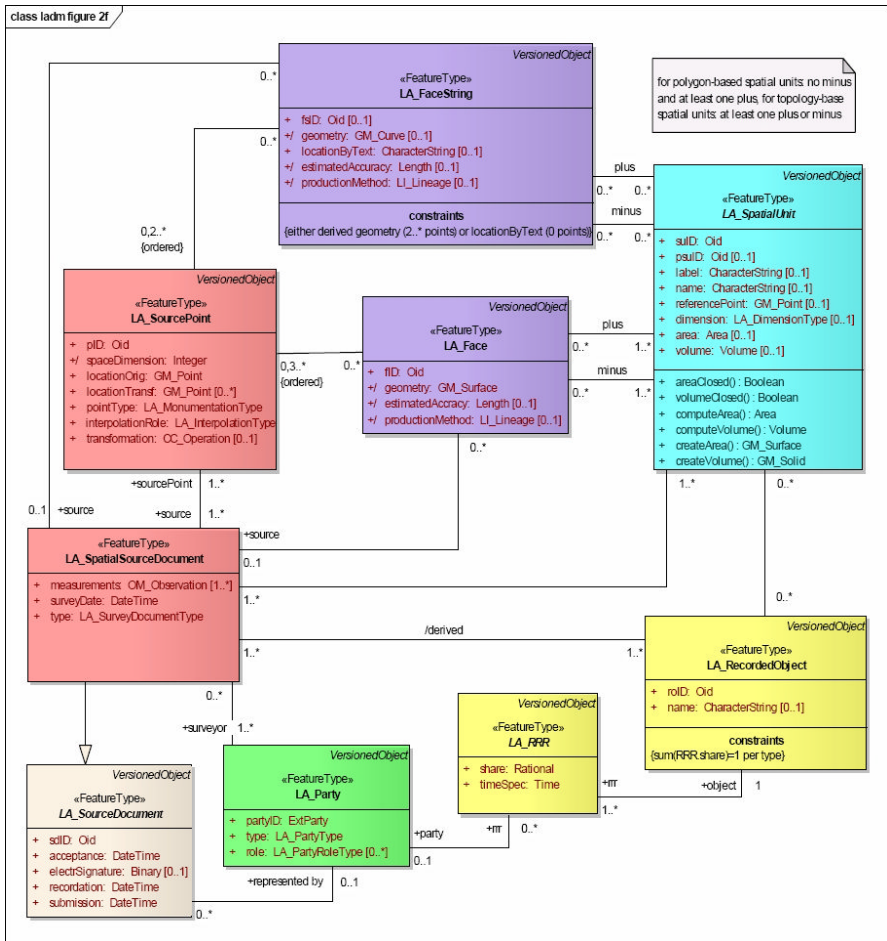 class ladm figure 2f
VersionedObject
«FeatureType»
LA_FaceString
+ fsID: Oid [0..1]
+/ geometry: GM_Curve [0..1]
+ locationByText: CharacterString [0..1]
+/ estimatedAccuracy: Length [0..1]
+/ productionMethod: LI_Lineage [0..1]
constraints
{either derived geometry (2..* points) or locationByText (0 points)}
for polygon-based spatial units: no minus
and at least one plus, for topology-base
spatial units: at least one plus or minus
0..*
0..*
plus
0..* 0..*
minus
0..* 0..*
0,2..*
{ordered}
VersionedObject
«FeatureType»
LA_SpatialUnit
+ suID: Oid
+ psuID: Oid [0..1]
+ label: CharacterString [0..1]
+ name: CharacterString [0..1]
+ referencePoint: GM_Point [0..1]
+ dimension: LA_DimensionType [0..1]
+ area: Area [0..1]
+ volume: Volume [0..1]
+ areaClosed() : Boolean
+ volumeClosed() : Boolean
+ computeArea() : Area
+ computeVolume() : Volume
+ createArea() : GM_Surface
+ createVolume() : GM_Solid
VersionedObject
«FeatureType»
LA_SourcePoint
+ pID: Oid
+/ spaceDimension: Integer
+ locationOrig: GM_Point
+ locationTransf: GM_Point [0..*]
+ pointType: LA_MonumentationType
+ interpolationRole: LA_InterpolationType
+ transformation: CC_Operation [0..1]
VersionedObject
«FeatureType»
LA_Face
+ fID: Oid
+/ geometry: GM_Surface
+/ estimatedAccracy: Length [0..1]
+/ productionMethod: LI_Lineage [0..1]
0,3..*
{ordered}
0..*
plus
0..* 1..*
minus
0..* 1..*
0..*
+sourcePoint 1..*
0..1 +source
+source 1..*
1..*
0..*
VersionedObject
«FeatureType»
LA_SpatialSourceDocument
+ measurements: OM_Observation [1..*]
+ surveyDate: DateTime
+ type: LA_SurveyDocumentType
+source
0..1
1..*
0..*
/derived
1..*
1..*
VersionedObject
«FeatureType»
LA_RecordedObject
+ roID: Oid
+ name: CharacterString [0..1]
constraints
{sum(RRR.share)=1 per type}
0..*
+surveyor 1..*
VersionedObject
«FeatureType»
LA_RRR
+ share: Rational
+ timeSpec: Time
+rrr
1..*
+object 1
VersionedObject
«FeatureType»
LA_Party
+ partyID: ExtParty
+ type: LA_PartyType
+ role: LA_PartyRoleType [0..*]
+party
0..1
+rrr
0..*
VersionedObject
«FeatureType»
LA_SourceDocument
+ sdID: Oid
+ acceptance: DateTime
+ electrSignature: Binary [0..1]
+ recordation: DateTime
+ submission: DateTime
+represented by 0..1
0..*